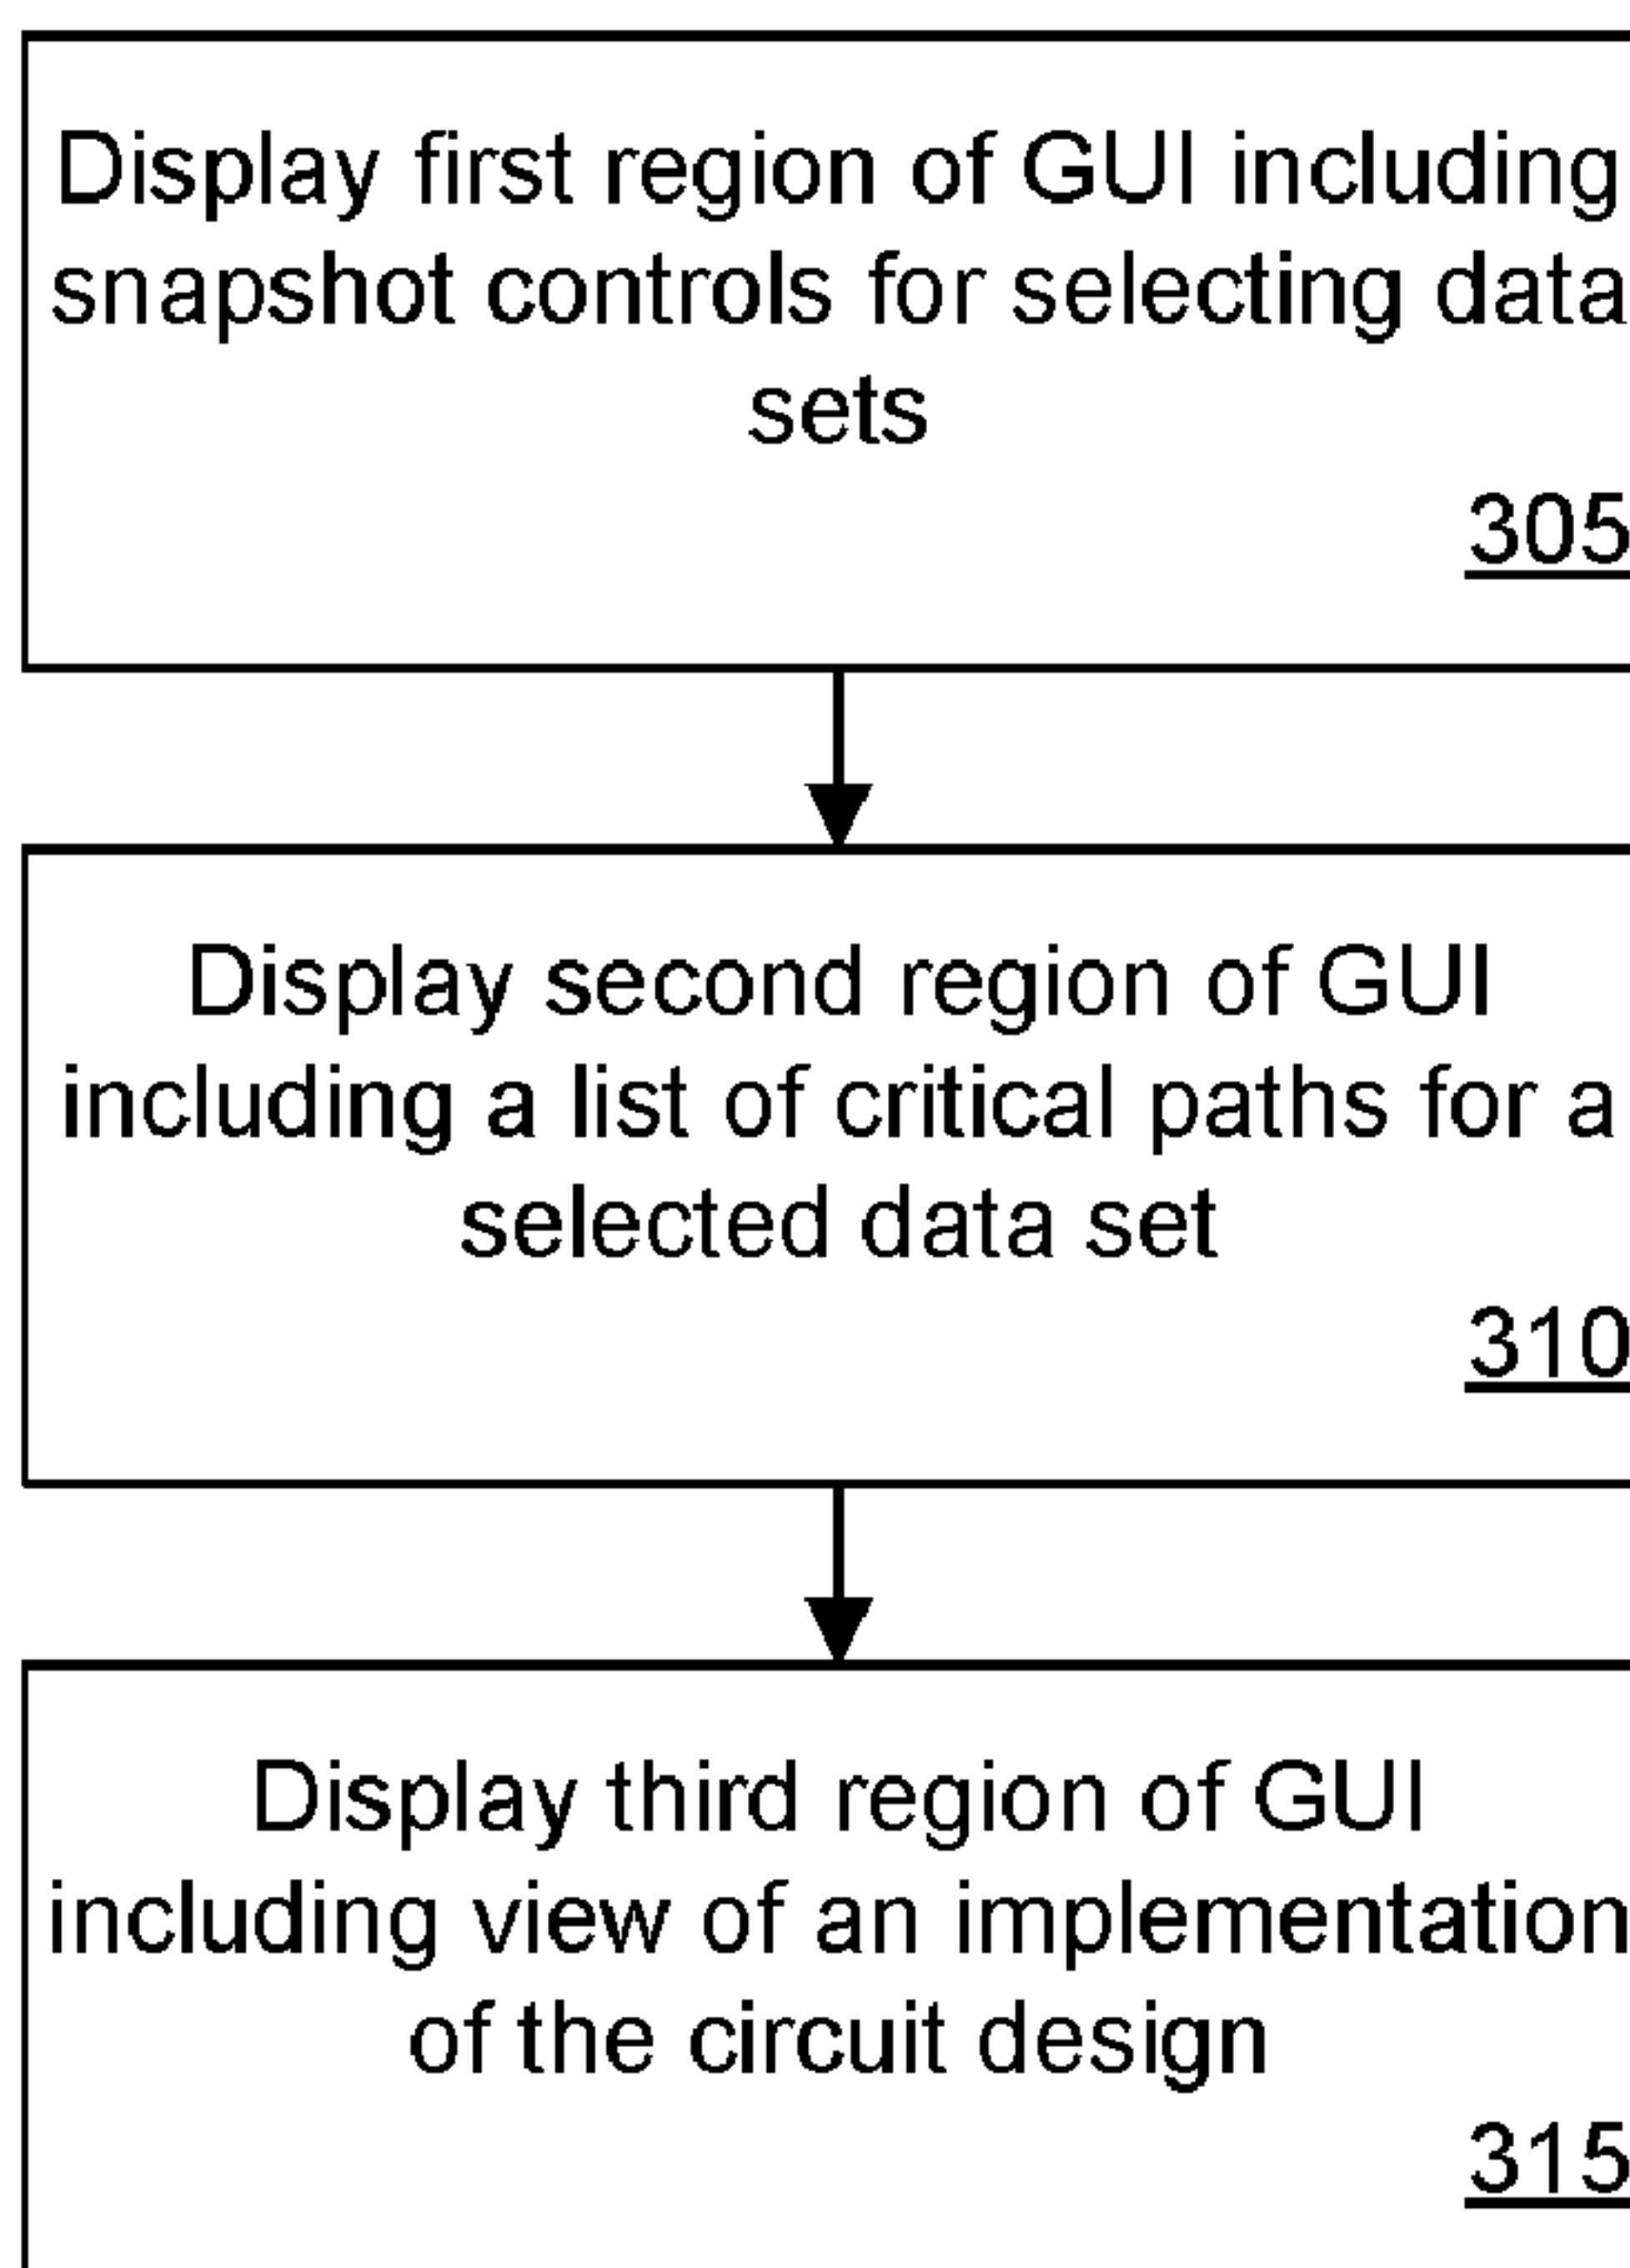 Display first region of GUI including
snapshot controls for selecting data
sets
305
Display second region of GUI
including a list of critical paths for a
selected data set
310
Display third region of GUI
including view of an implementation
of the circuit design
315